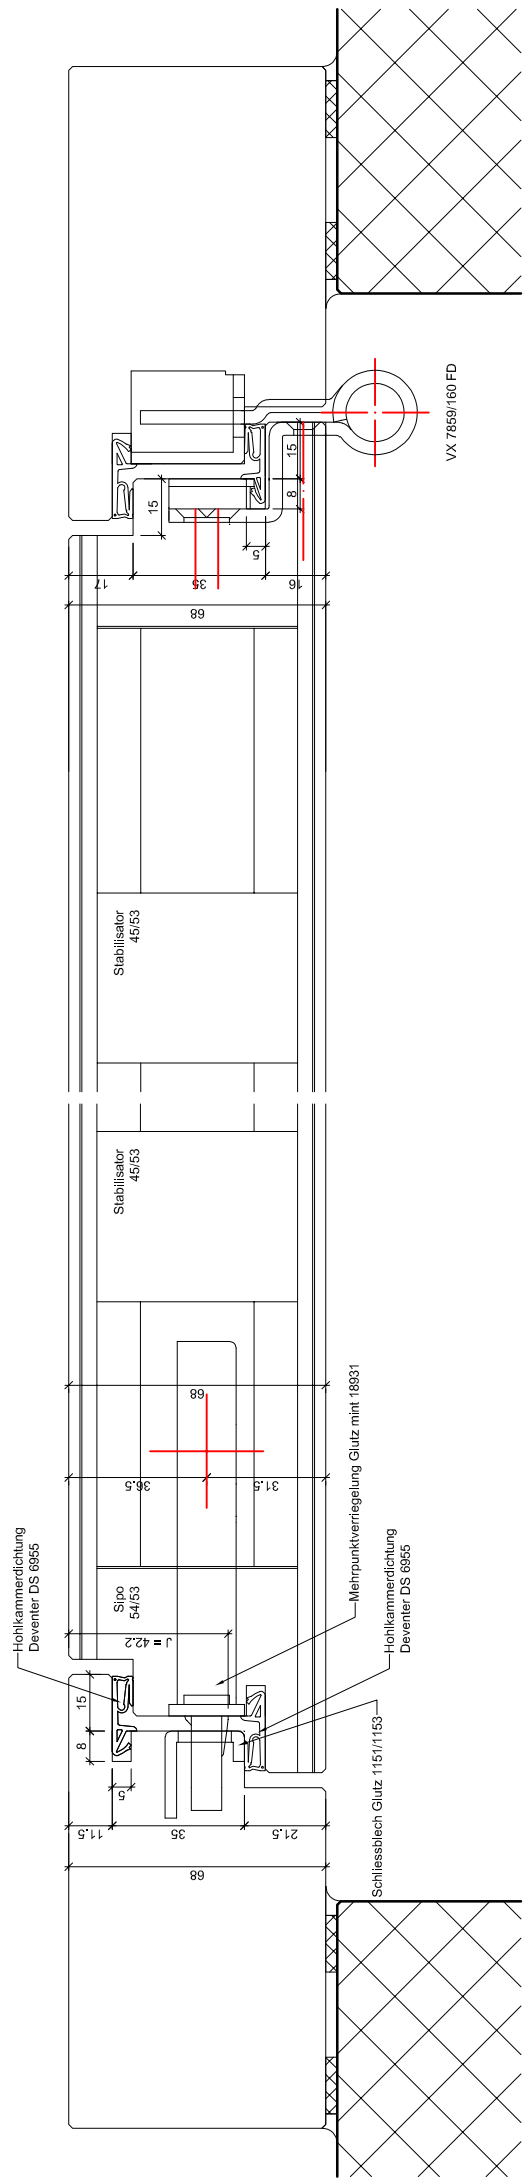 Hohlkammerdichtung
Deventer DS 6955
Sipo
54/53
J = 42.2
15
8
5
11.5
35
21.5
68
36.5
31.5
68
Mehrpunktverriegelung Glutz mint 18931
Hohlkammerdichtung
Deventer DS 6955
Schliessblech Glutz 1151/1153
Stabilisator
45/53
Stabilisator
45/53
17
35
16
68
15
5
8
15
VX 7859/160 FD